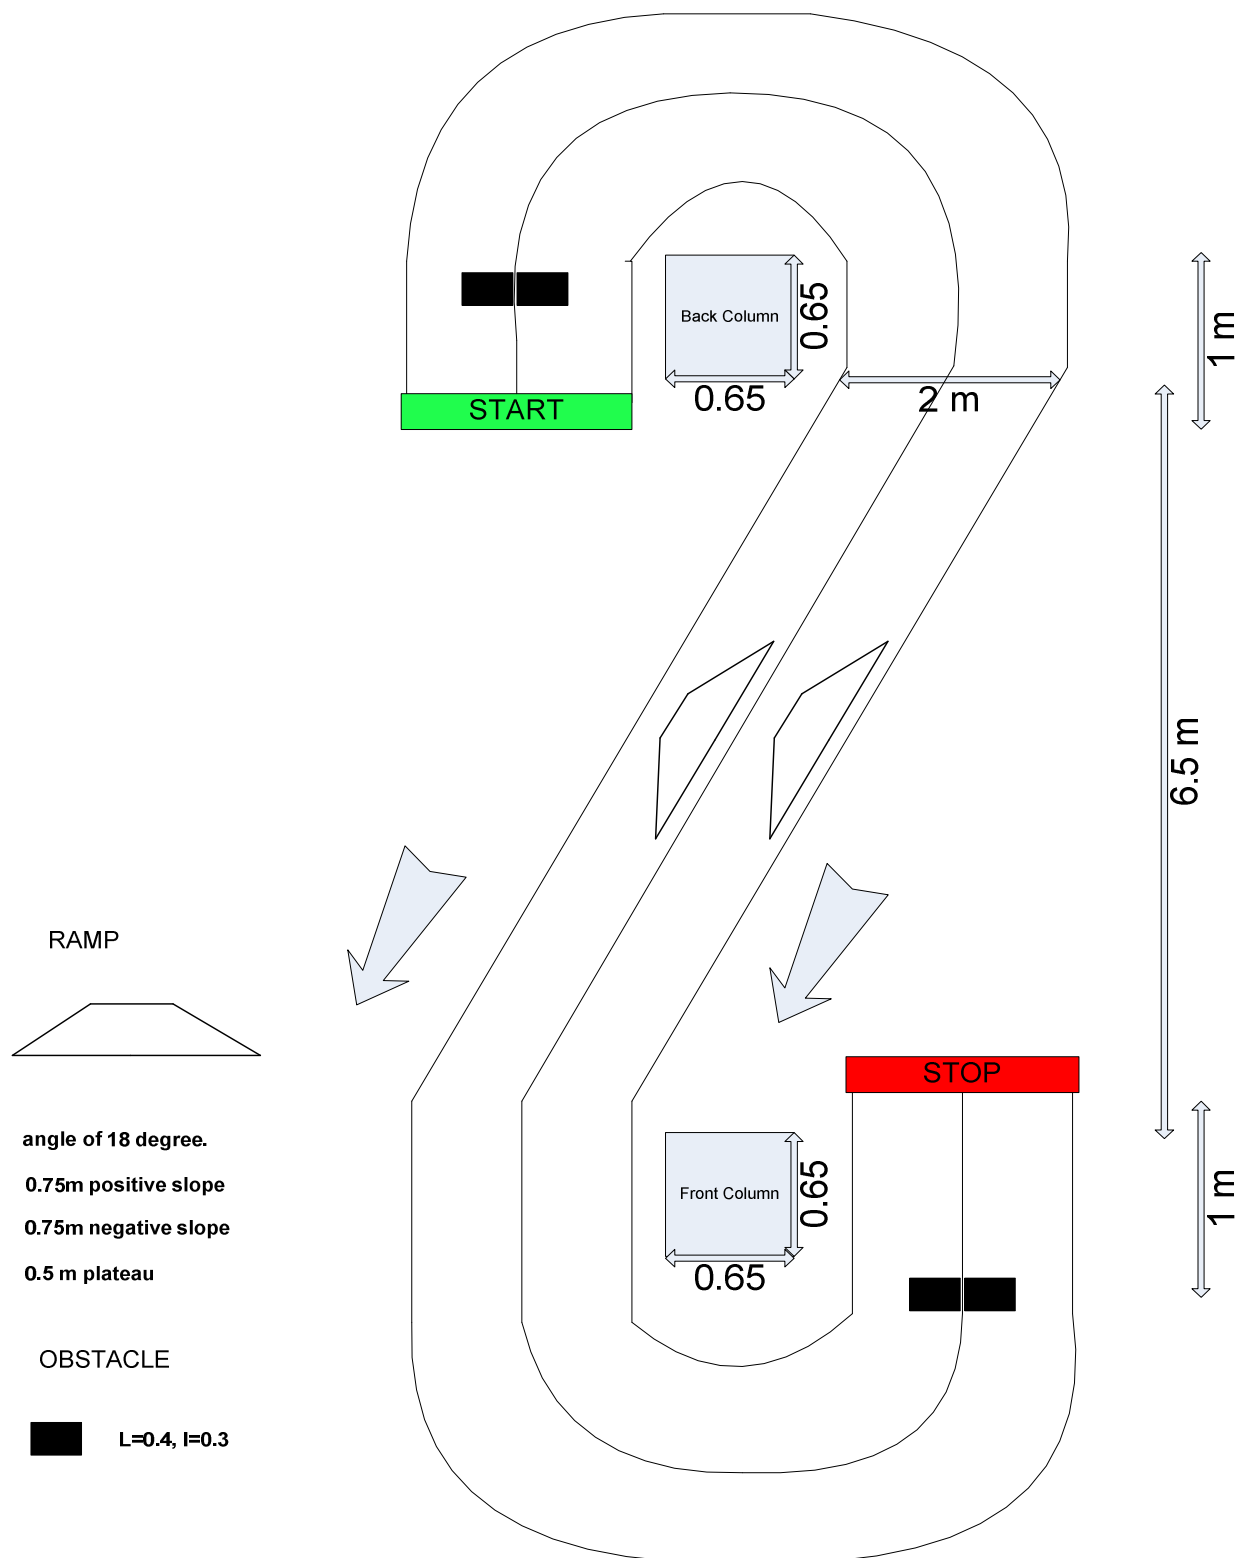 Back Column
0.65
0.65
1 m
START
2 m
6.5 m
RAMP
STOP
angle of 18 degree.
0.75m positive slope
0.75m negative slope
0.5 m plateau
Front Column
0.65
0.65
1 m
OBSTACLE
L=0.4, l=0.3